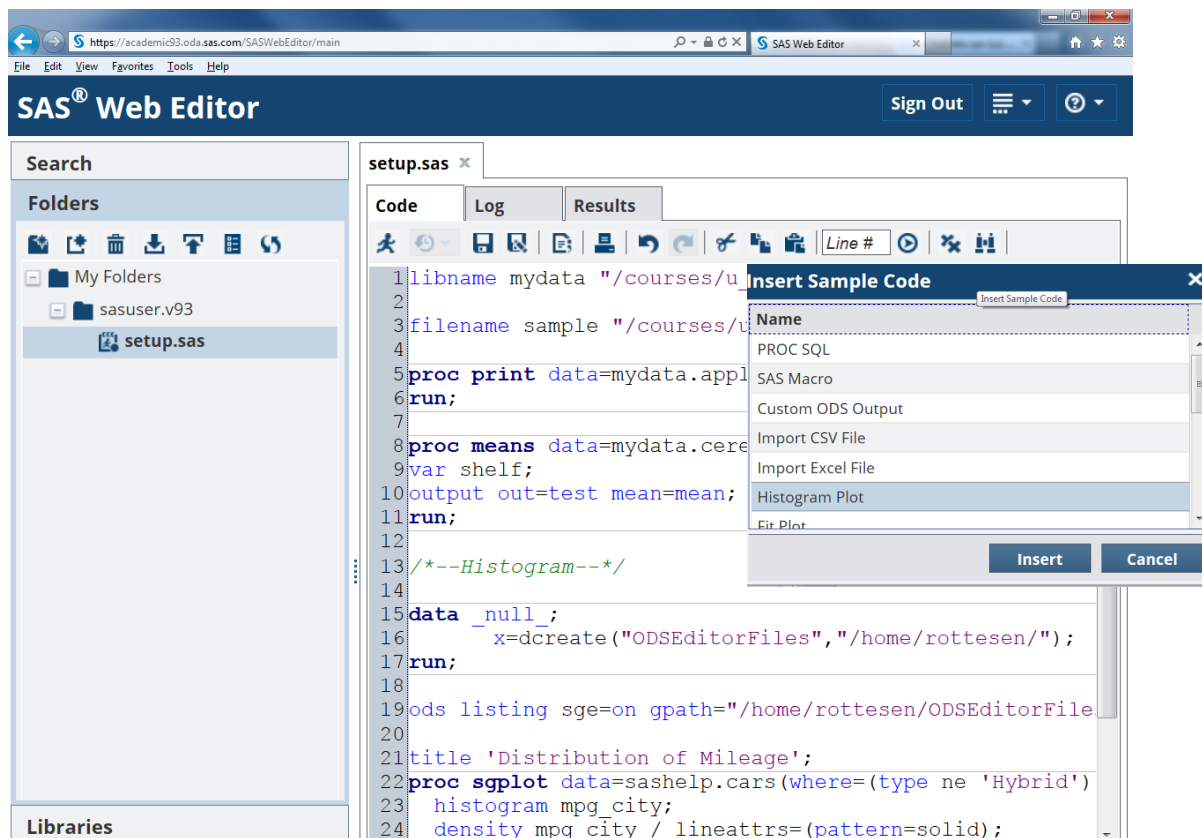 https://academic93.oda.sas.com/SASWebEditor/main
SAS Web Editor
File Edit View Favorites Tools Help
SAS® Web Editor
Sign Out
Search
Folders
My Folders
sasuser.v93
setup.sas
Libraries
setup.sas
Code Log Results
Line #
1 libname mydata "/courses/u_
2
3 filename sample "/courses/u
4
5 proc print data=mydata.appl
6 run;
7
8 proc means data=mydata.cere
9 var shelf;
10 output out=test mean=mean;
11 run;
12
13 /*--Histogram--*/
14
15 data _null_;
16 x=dcreate("ODSEditorFiles","/home/rottesen/");
17 run;
18
19 ods listing sge=on gpath="/home/rottesen/ODSEditorFile
20
21 title 'Distribution of Mileage';
22 proc sgplot data=sashelp.cars(where=(type ne 'Hybrid')
23 histogram mpg_city;
24 density mpg_city / lineattrs=(pattern=solid);
Insert Sample Code
Insert Sample Code
Name
PROC SQL
SAS Macro
Custom ODS Output
Import CSV File
Import Excel File
Histogram Plot
Fit Plot
Insert Cancel